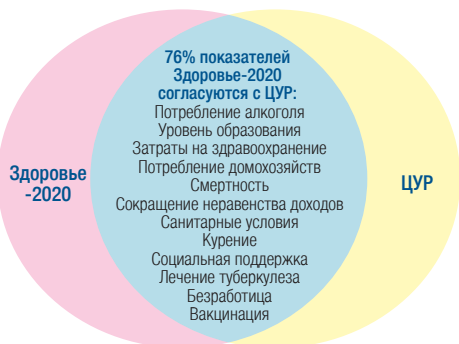 76% показателей
Здоровье-2020
согласуются с ЦУР:
Потребление алкоголя
Уровень образования
Затраты на здравоохранение
Потребление домохозяйств
Смертность
Сокращение неравенства доходов
Санитарные условия
Курение
Социальная поддержка
Лечение туберкулеза
Безработица
Вакцинация
Здоровье
-2020
ЦУР